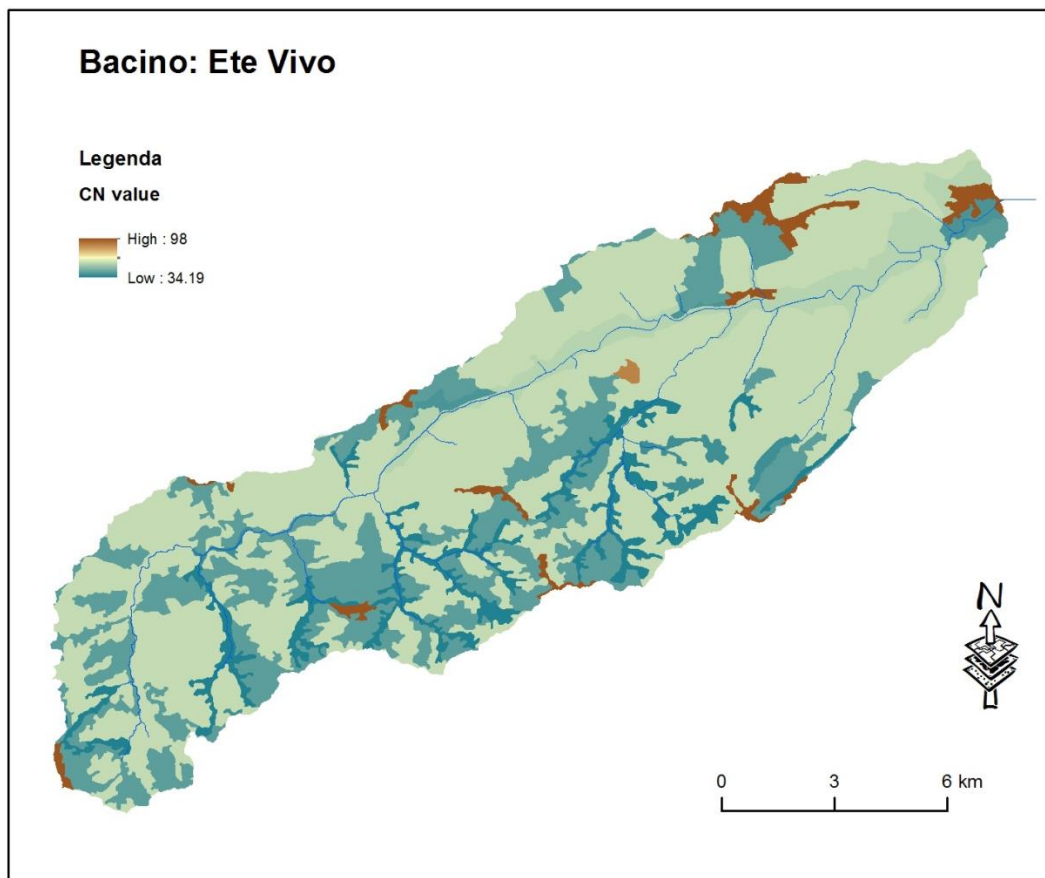 Bacino: Ete Vivo
Legenda
CN value
High : 98
Low : 34.19
N
0 3 6 km